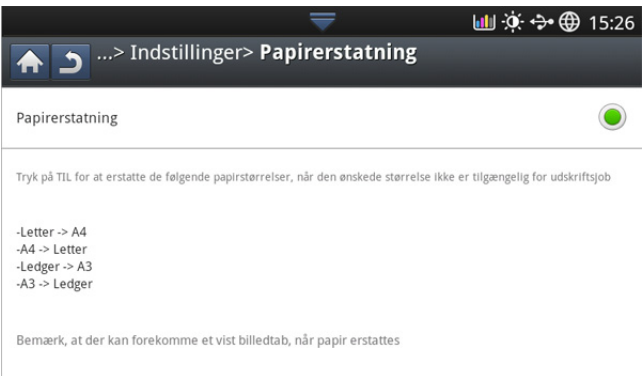 15:26
...> Indstillinger> Papirerstatning
Papirerstatning
Tryk på TIL for at erstatte de følgende papirstørrelser, når den ønskede størrelse ikke er tilgængelig for udskriftsjob
-Letter -> A4
-A4 -> Letter
-Ledger -> A3
-A3 -> Ledger
Bemærk, at der kan forekomme et vist billedtab, når papir erstattes